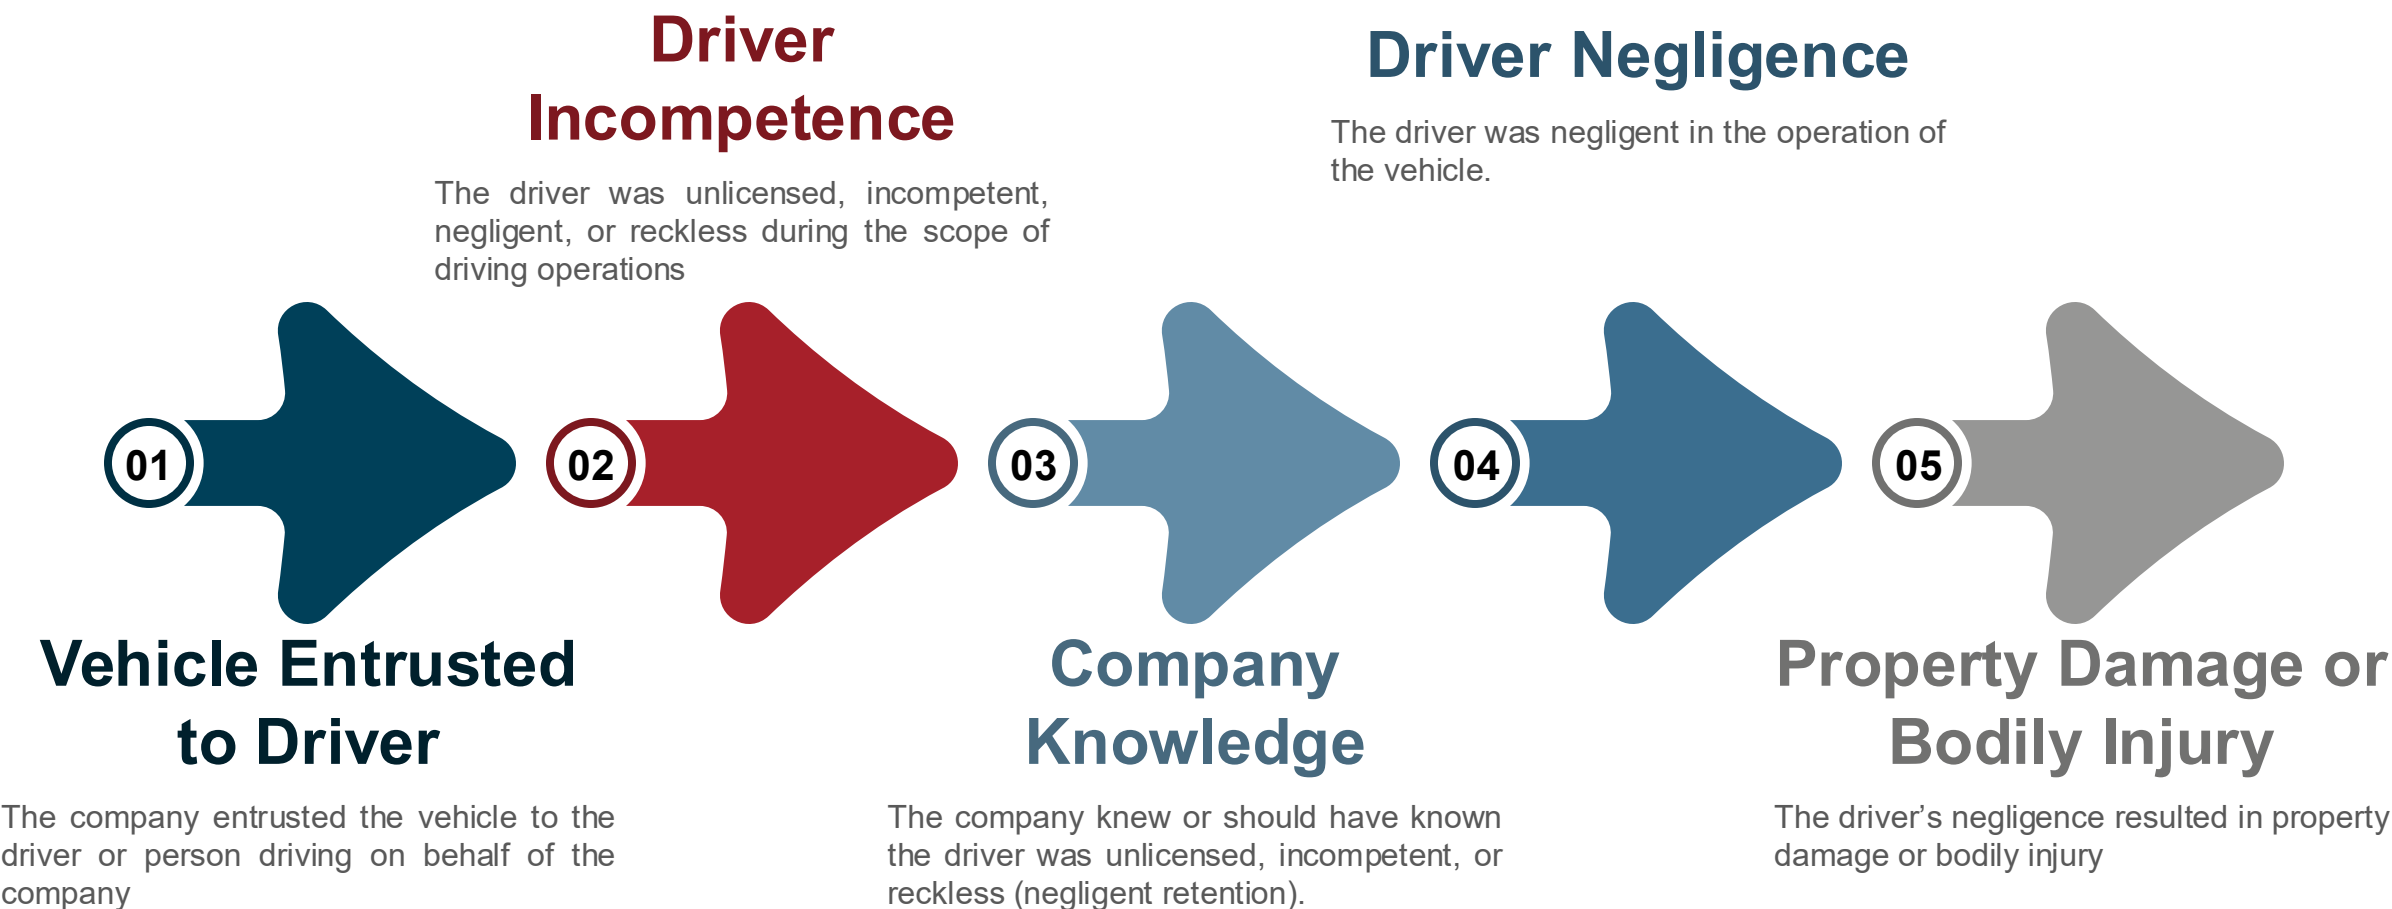 01
Vehicle Entrusted
to Driver
The company entrusted the vehicle to the
driver or person driving on behalf of the
company
Driver
Incompetence
The driver was unlicensed, incompetent,
negligent, or reckless during the scope of
driving operations
02
03
Company
Knowledge
The company knew or should have known
the driver was unlicensed, incompetent, or
reckless (negligent retention).
Driver Negligence
The driver was negligent in the operation of
the vehicle.
04
05
Property Damage or
Bodily Injury
The driver’s negligence resulted in property
damage or bodily injury